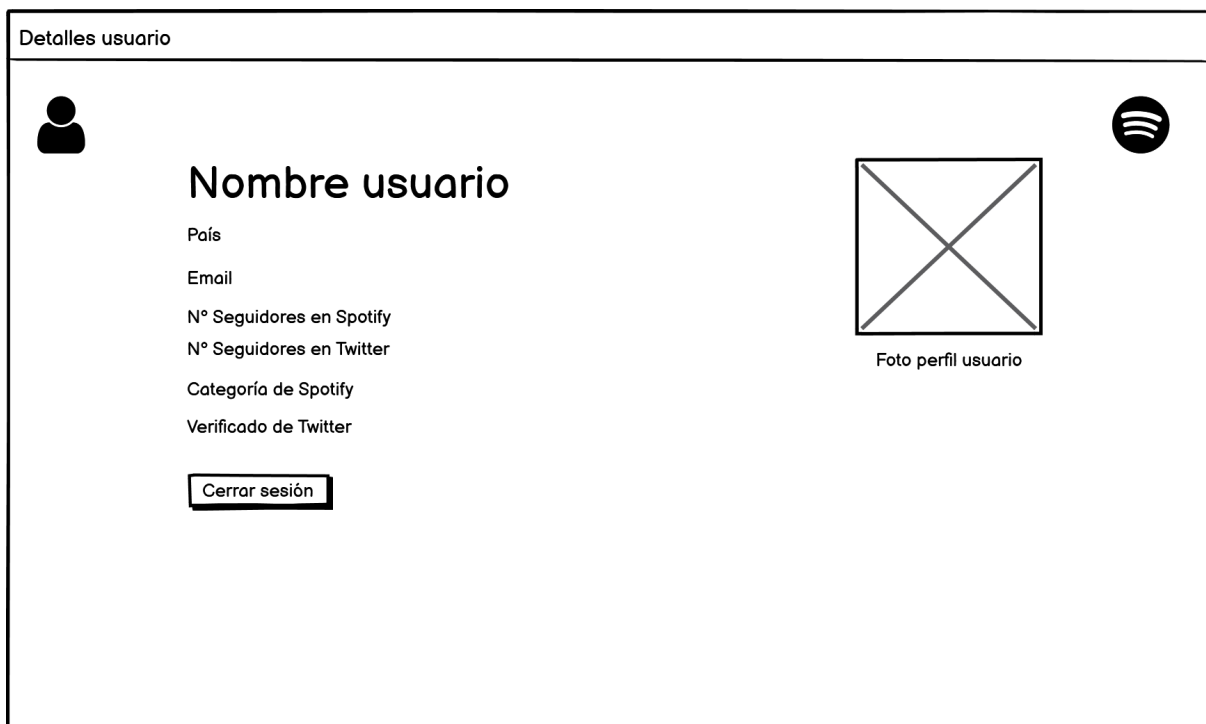 Detalles usuario
Nombre usuario
País
Email
Nº Seguidores en Spotify
Nº Seguidores en Twitter
Categoría de Spotify
Verificado de Twitter
Cerrar sesión
Foto perfil usuario